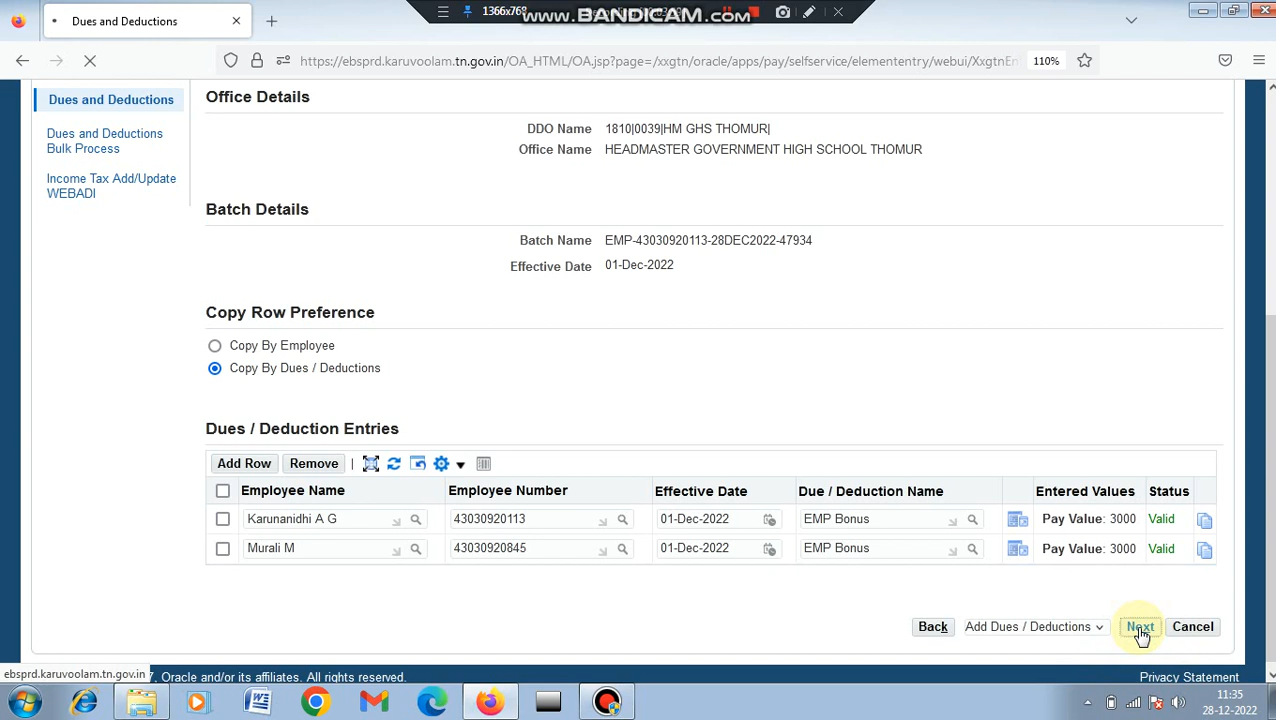 1366x768
www.BANDICAM.com
Dues and Deductions
https://ebsprd.karuvoolam.tn.gov.in/OA_HTML/OA.jsp?page=/xxgtn/oracle/apps/pay/selfservice/elemententry/webui/XxgtnEn
110%
Dues and Deductions
Dues and Deductions
Bulk Process
Income Tax Add/Update
WEBADI
Office Details
DDO Name 1810|0039|HM GHS THOMUR|
Office Name HEADMASTER GOVERNMENT HIGH SCHOOL THOMUR
Batch Details
Batch Name EMP-43030920113-28DEC2022-47934
Effective Date 01-Dec-2022
Copy Row Preference
Copy By Employee
Copy By Dues / Deductions
Dues / Deduction Entries
Add Row Remove
Employee Name Employee Number Effective Date Due / Deduction Name Entered Values Status
Karunanidhi A G 43030920113 01-Dec-2022 EMP Bonus Pay Value: 3000 Valid
Murali M 43030920845 01-Dec-2022 EMP Bonus Pay Value: 3000 Valid
Back Add Dues / Deductions Next Cancel
ebsprd.karuvoolam.tn.gov.in
7, Oracle and/or its affiliates. All rights reserved.
Privacy Statement
11:35
28-12-2022